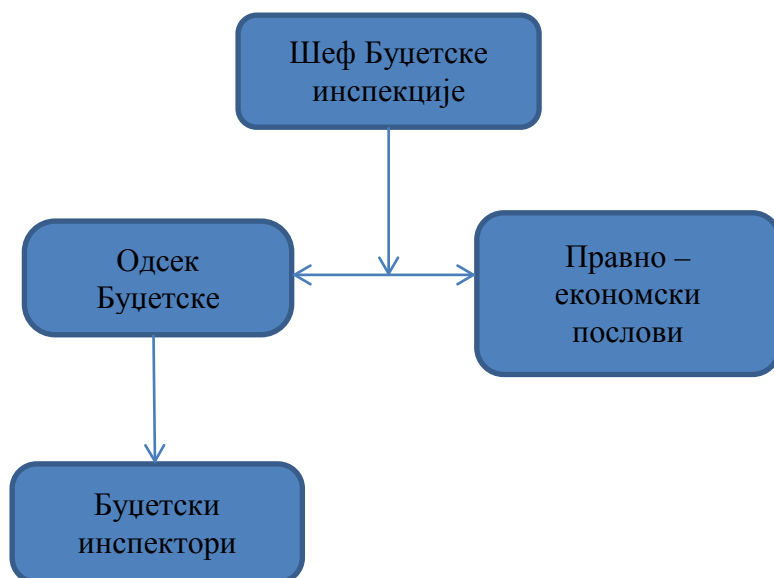 Шеф Буџетске
инспекције
Одсек
Буџетске
Правно –
економски
послови
Буџетски
инспектори